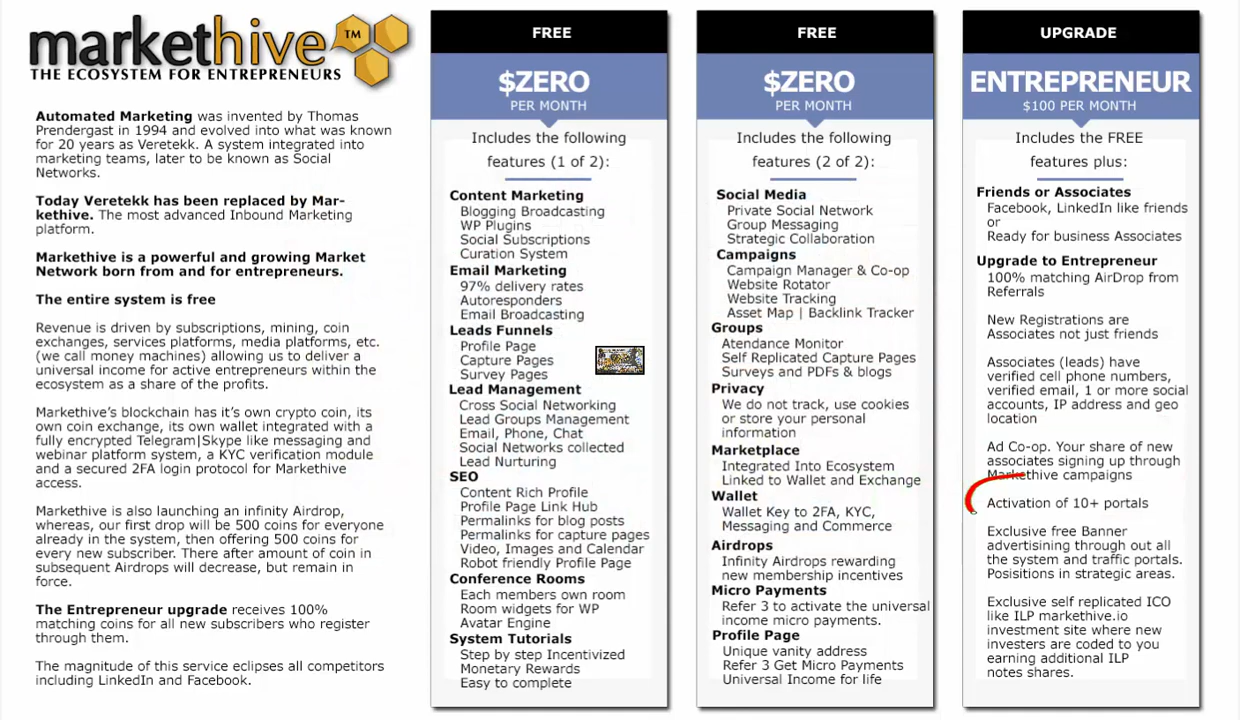 markethive TM
THE ECOSYSTEM FOR ENTREPRENEURS
Automated Marketing was invented by Thomas
Prendergast in 1994 and evolved into what was known
for 20 years as Veretekk. A system integrated into
marketing teams, later to be known as Social
Networks.
Today Veretekk has been replaced by Mar-
kethive. The most advanced Inbound Marketing
platform.
Markethive is a powerful and growing Market
Network born from and for entrepreneurs.
The entire system is free
Revenue is driven by subscriptions, mining, coin
exchanges, services platforms, media platforms, etc.
(we call money machines) allowing us to deliver a
universal income for active entrepreneurs within the
ecosystem as a share of the profits.
Markethive's blockchain has it's own crypto coin, its
own coin exchange, its own wallet integrated with a
fully encrypted Telegram|Skype like messaging and
webinar platform system, a KYC verification module
and a secured 2FA login protocol for Markethive
access.
Markethive is also launching an infinity Airdrop,
whereas, our first drop will be 500 coins for everyone
already in the system, then offering 500 coins for
every new subscriber. There after amount of coin in
subsequent Airdrops will decrease, but remain in
force.
The Entrepreneur upgrade receives 100%
matching coins for all new subscribers who register
through them.
The magnitude of this service eclipses all competitors
including LinkedIn and Facebook.
FREE
$ZERO
PER MONTH
Includes the following
features (1 of 2):
Content Marketing
Blogging Broadcasting
WP Plugins
Social Subscriptions
Curation System
Email Marketing
97% delivery rates
Autoresponders
Email Broadcasting
Leads Funnels
Profile Page
Capture Pages
Survey Pages
Lead Management
Cross Social Networking
Lead Groups Management
Email, Phone, Chat
Social Networks collected
Lead Nurturing
SEO
Content Rich Profile
Profile Page Link Hub
Permalinks for blog posts
Permalinks for capture pages
Video, Images and Calendar
Robot friendly Profile Page
Conference Rooms
Each members own room
Room widgets for WP
Avatar Engine
System Tutorials
Step by step Incentivized
Monetary Rewards
Easy to complete
FREE
$ZERO
PER MONTH
Includes the following
features (2 of 2):
Social Media
Private Social Network
Group Messaging
Strategic Collaboration
Campaigns
Campaign Manager & Co-op
Website Rotator
Website Tracking
Asset Map | Backlink Tracker
Groups
Atendance Monitor
Self Replicated Capture Pages
Surveys and PDFs & blogs
Privacy
We do not track, use cookies
or store your personal
information
Marketplace
Integrated Into Ecosystem
Linked to Wallet and Exchange
Wallet
Wallet Key to 2FA, KYC,
Messaging and Commerce
Airdrops
Infinity Airdrops rewarding
new membership incentives
Micro Payments
Refer 3 to activate the universal
income micro payments.
Profile Page
Unique vanity address
Refer 3 Get Micro Payments
Universal Income for life
UPGRADE
ENTREPRENEUR
$100 PER MONTH
Includes the FREE
features plus:
Friends or Associates
Facebook, LinkedIn like friends
or
Ready for business Associates
Upgrade to Entrepreneur
100% matching AirDrop from
Referrals
New Registrations are
Associates not just friends
Associates (leads) have
verified cell phone numbers,
verified email, 1 or more social
accounts, IP address and geo
location
Ad Co-op. Your share of new
associates signing up through
Markethive campaigns
Activation of 10+ portals
Exclusive free Banner
advertisining through out all
the system and traffic portals.
Posisitions in strategic areas.
Exclusive self replicated ICO
like ILP markethive.io
investment site where new
investers are coded to you
earning additional ILP
notes shares.